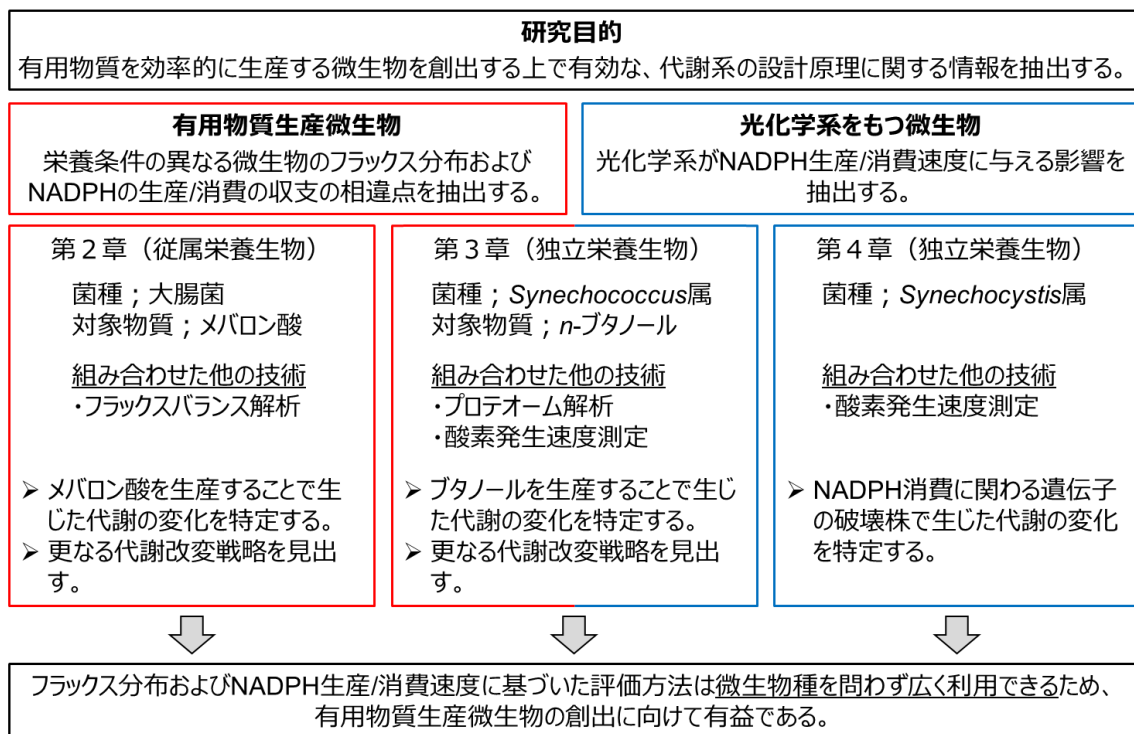 研究目的
有用物質を効率的に生産する微生物を創出する上で有効な、代謝系の設計原理に関する情報を抽出する。
有用物質生産微生物
栄養条件の異なる微生物のフラックス分布および
NADPHの生産/消費の収支の相違点を抽出する。
光化学系をもつ微生物
光化学系がNADPH生産/消費速度に与える影響を
抽出する。
第２章（従属栄養生物）
菌種；大腸菌
対象物質；メバロン酸
組み合わせた他の技術
・フラックスバランス解析
➢ メバロン酸を生産することで生
じた代謝の変化を特定する。
➢ 更なる代謝改変戦略を見出
す。
第３章（独立栄養生物）
菌種；Synechococcus属
対象物質；n-ブタノール
組み合わせた他の技術
・プロテオーム解析
・酸素発生速度測定
➢ ブタノールを生産することで生じ
た代謝の変化を特定する。
➢ 更なる代謝改変戦略を見出
す。
第４章（独立栄養生物）
菌種；Synechocystis属
組み合わせた他の技術
・酸素発生速度測定
➢ NADPH消費に関わる遺伝子
の破壊株で生じた代謝の変化
を特定する。
フラックス分布およびNADPH生産/消費速度に基づいた評価方法は微生物種を問わず広く利用できるため、
有用物質生産微生物の創出に向けて有益である。